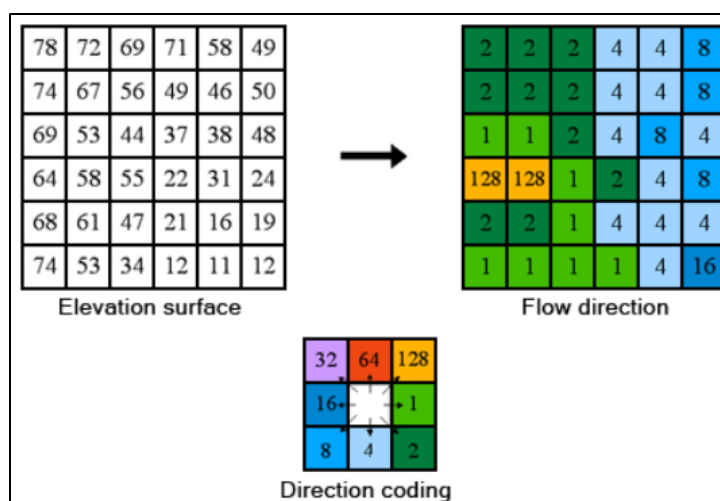 78 72 69 71 58 49 2 2 2 4 4 8
74 67 56 49 46 50 2 2 2 4 4 8
69 53 44 37 38 48 1 1 2 4 8 4
64 58 55 22 31 24 128 128 1 2 4 8
68 61 47 21 16 19 2 2 1 4 4 4
74 53 34 12 11 12 1 1 1 1 4 16
Elevation surface Flow direction
32 64 128
16 1
8 4 2
Direction coding